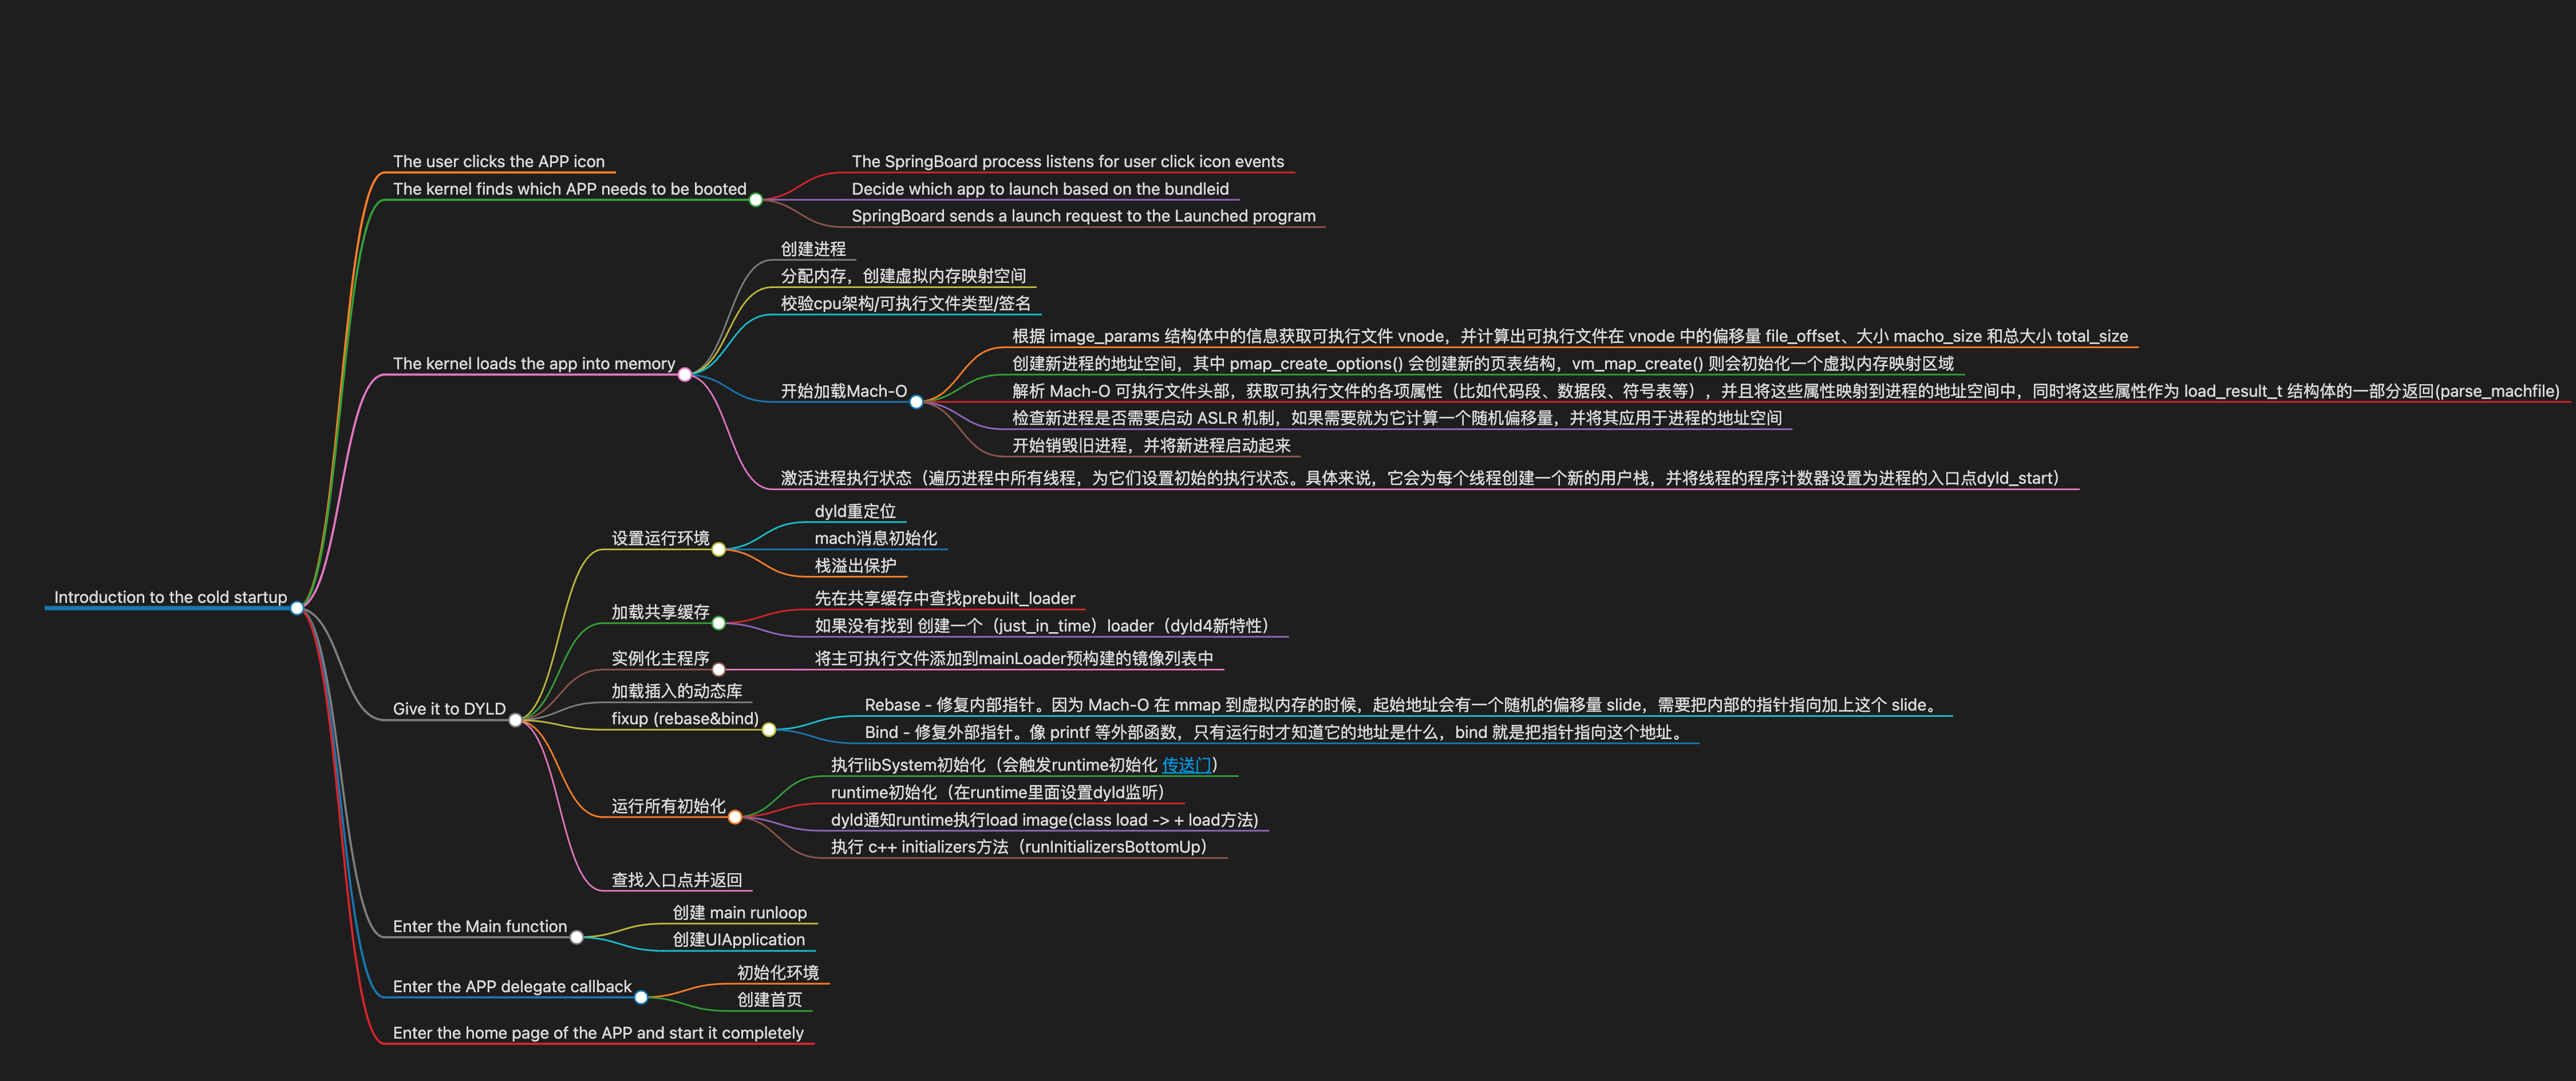 Introduction to the cold startup
The user clicks the APP icon
The kernel finds which APP needs to be booted
The SpringBoard process listens for user click icon events
Decide which app to launch based on the bundleid
SpringBoard sends a launch request to the Launched program
The kernel loads the app into memory
创建进程
分配内存，创建虚拟内存映射空间
校验cpu架构/可执行文件类型/签名
开始加载Mach-O
根据 image_params 结构体中的信息获取可执行文件 vnode，并计算出可执行文件在 vnode 中的偏移量 file_offset、大小 macho_size 和总大小 total_size
创建新进程的地址空间，其中 pmap_create_options() 会创建新的页表结构，vm_map_create() 则会初始化一个虚拟内存映射区域
解析 Mach-O 可执行文件头部，获取可执行文件的各项属性（比如代码段、数据段、符号表等），并且将这些属性映射到进程的地址空间中，同时将这些属性作为 load_result_t 结构体的一部分返回(parse_machfile)
检查新进程是否需要启动 ASLR 机制，如果需要就为它计算一个随机偏移量，并将其应用于进程的地址空间
开始销毁旧进程，并将新进程启动起来
激活进程执行状态（遍历进程中所有线程，为它们设置初始的执行状态。具体来说，它会为每个线程创建一个新的用户栈，并将线程的程序计数器设置为进程的入口点dyld_start）
Give it to DYLD
设置运行环境
dyld重定位
mach消息初始化
栈溢出保护
加载共享缓存
先在共享缓存中查找prebuilt_loader
如果没有找到 创建一个（just_in_time）loader（dyld4新特性）
实例化主程序
将主可执行文件添加到mainLoader预构建的镜像列表中
加载插入的动态库
fixup (rebase&bind)
Rebase - 修复内部指针。因为 Mach-O 在 mmap 到虚拟内存的时候，起始地址会有一个随机的偏移量 slide，需要把内部的指针指向加上这个 slide。
Bind - 修复外部指针。像 printf 等外部函数，只有运行时才知道它的地址是什么，bind 就是把指针指向这个地址。
运行所有初始化
执行libSystem初始化（会触发runtime初始化 传送门）
runtime初始化（在runtime里面设置dyld监听）
dyld通知runtime执行load image(class load -> + load方法)
执行 c++ initializers方法（runInitializersBottomUp）
查找入口点并返回
Enter the Main function
创建 main runloop
创建UIApplication
Enter the APP delegate callback
初始化环境
创建首页
Enter the home page of the APP and start it completely